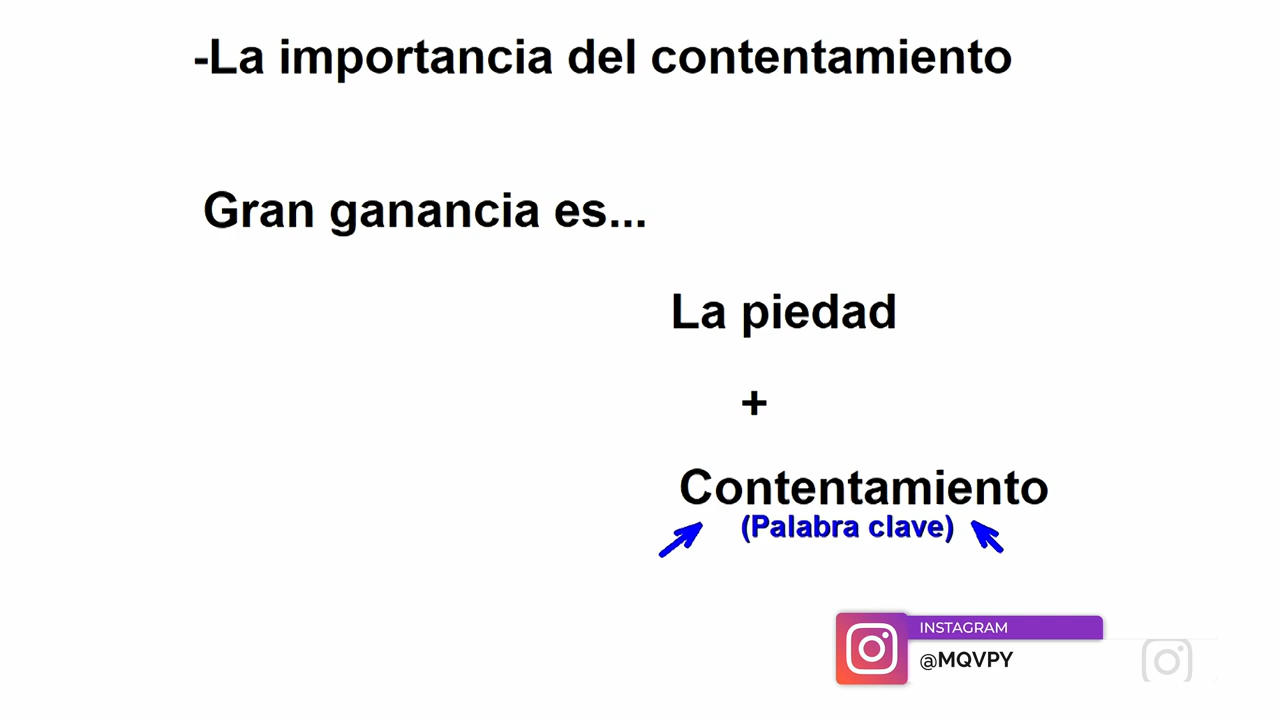 -La importancia del contentamiento
Gran ganancia es...
La piedad
+
Contentamiento
(Palabra clave)
INSTAGRAM
@MQVPY